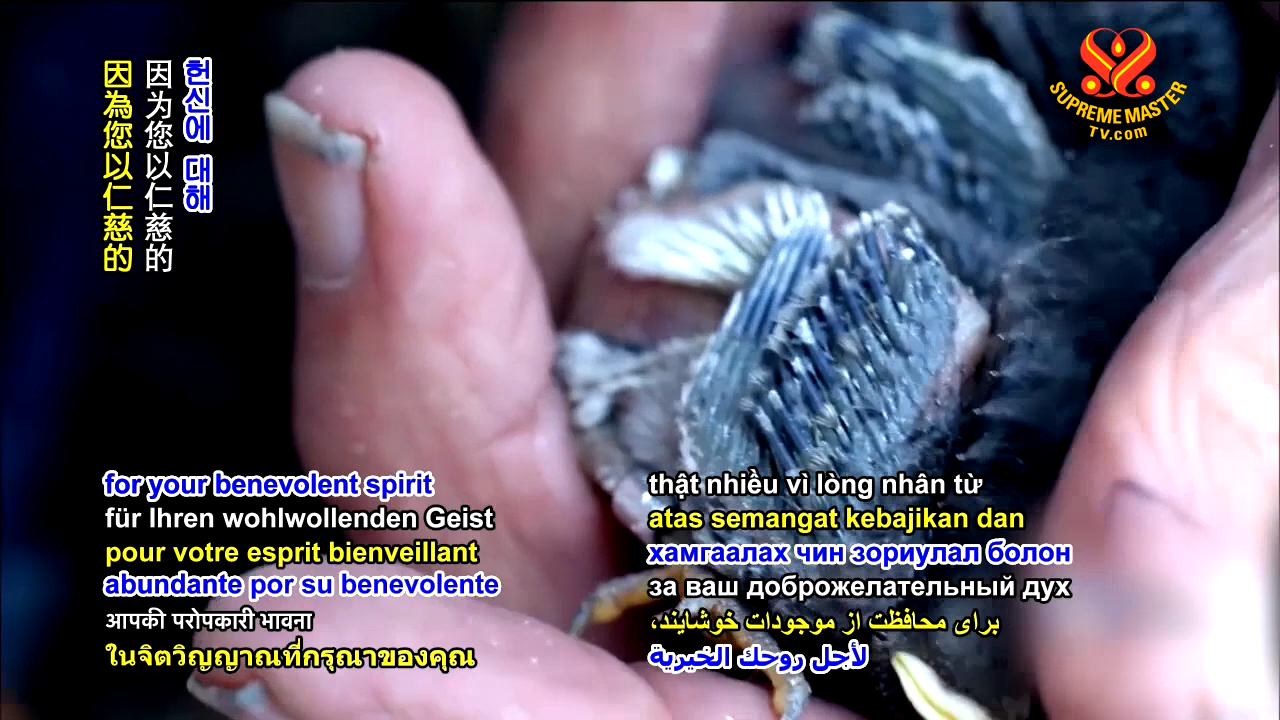 헌신에 대해
因为您以仁慈的
因為您以仁慈的
SUPREME MASTER
TV.com
for your benevolent spirit
für Ihren wohlwollenden Geist
pour votre esprit bienveillant
abundante por su benevolente
आपकी परोपकारी भावना
ในจิตวิญญาณที่กรุณาของคุณ
thật nhiều vì lòng nhân từ
atas semangat kebajikan dan
хамгаалах чин зориулал болон
за ваш доброжелательный дух
برای محافظت از موجودات خوشایند،
لأجل روحك الخيرية